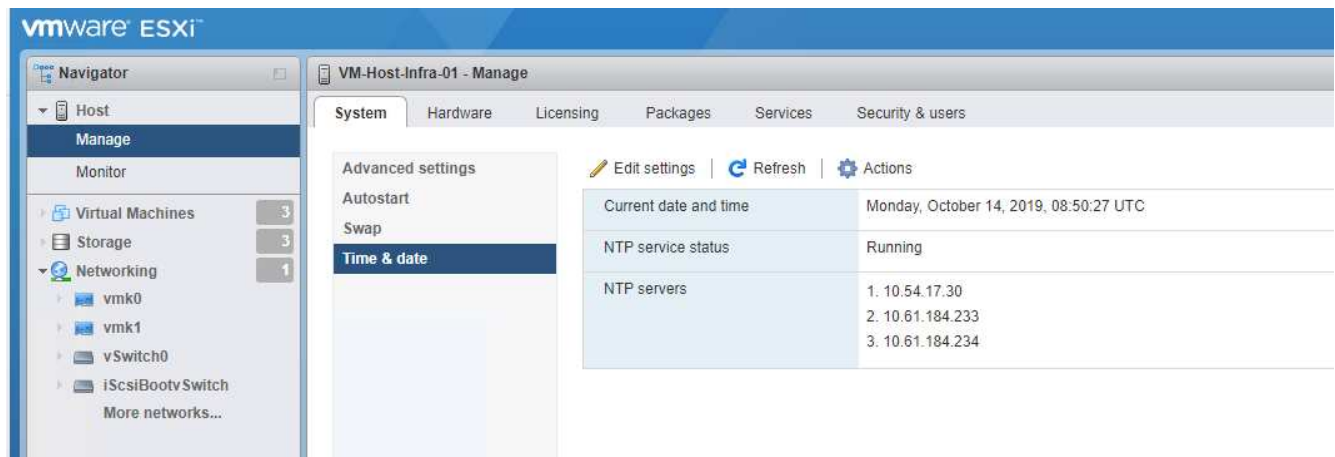 vmware ESXi™
Navigator
Host
Manage
Monitor
Virtual Machines 3
Storage 3
Networking 1
vmk0
vmk1
vSwitch0
iScsiBootvSwitch
More networks...
VM-Host-Infra-01 - Manage
System Hardware Licensing Packages Services Security & users
Advanced settings
Autostart
Swap
Time & date
Edit settings | Refresh | Actions
Current date and time Monday, October 14, 2019, 08:50:27 UTC
NTP service status Running
NTP servers 1. 10.54.17.30
2. 10.61.184.233
3. 10.61.184.234